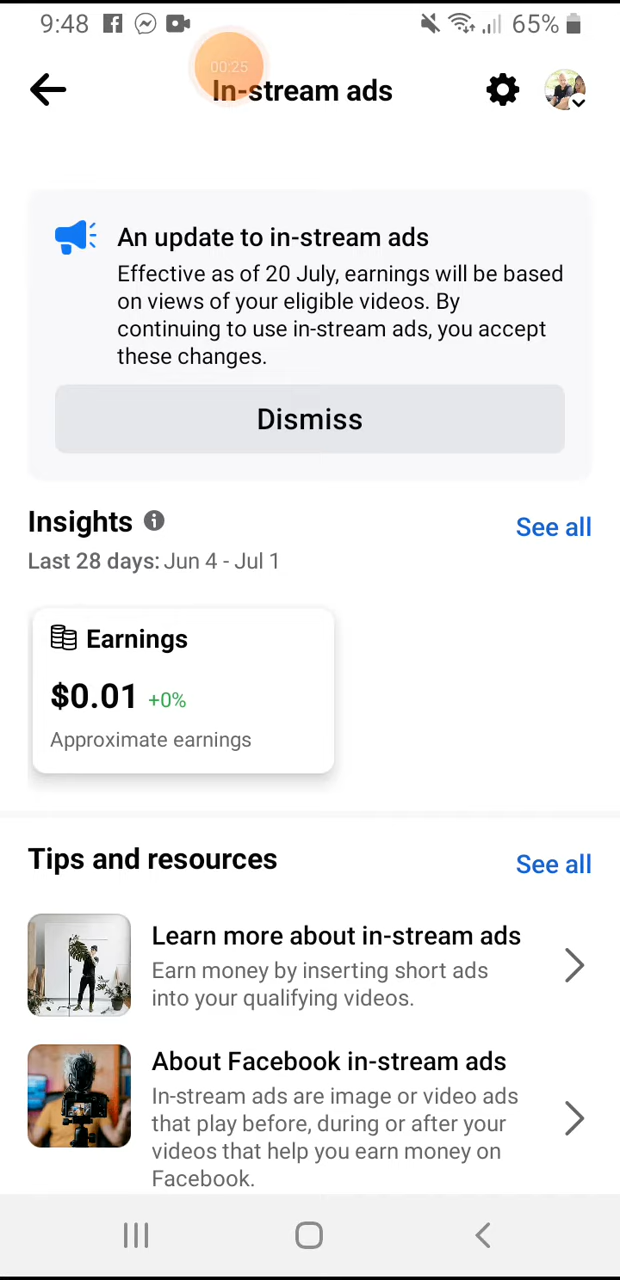 9:48
65%
00:25
In-stream ads
An update to in-stream ads
Effective as of 20 July, earnings will be based
on views of your eligible videos. By
continuing to use in-stream ads, you accept
these changes.
Dismiss
Insights
See all
Last 28 days: Jun 4 - Jul 1
Earnings
$0.01 +0%
Approximate earnings
Tips and resources
See all
Learn more about in-stream ads
Earn money by inserting short ads
into your qualifying videos.
About Facebook in-stream ads
In-stream ads are image or video ads
that play before, during or after your
videos that help you earn money on
Facebook.